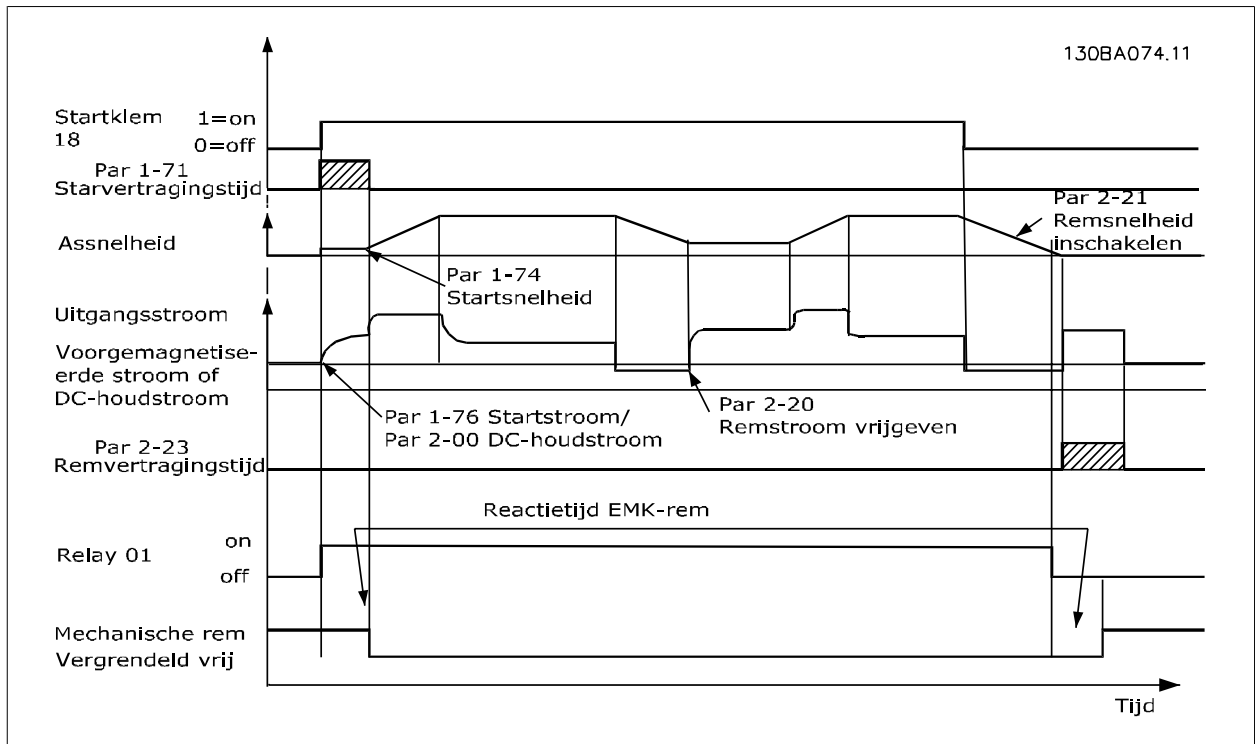 130BA074.11
Startklem 1=on
18 0=off
Par 1-71
Starvertragingstijd
Par 2-21
Remsnelheid
inschakelen
Assnelheid
Par 1-74
Startsnelheid
Uitgangsstroom
Voorgemagnetise-
erde stroom of
DC-houdstroom
Par 1-76 Startstroom/
Par 2-00 DC-houdstroom
Par 2-20
Remstroom vrijgeven
Par 2-23
Remvertragingstijd
Reactietijd EMK-rem
on
Relay 01
off
Mechanische rem
Vergrendeld vrij
Tijd